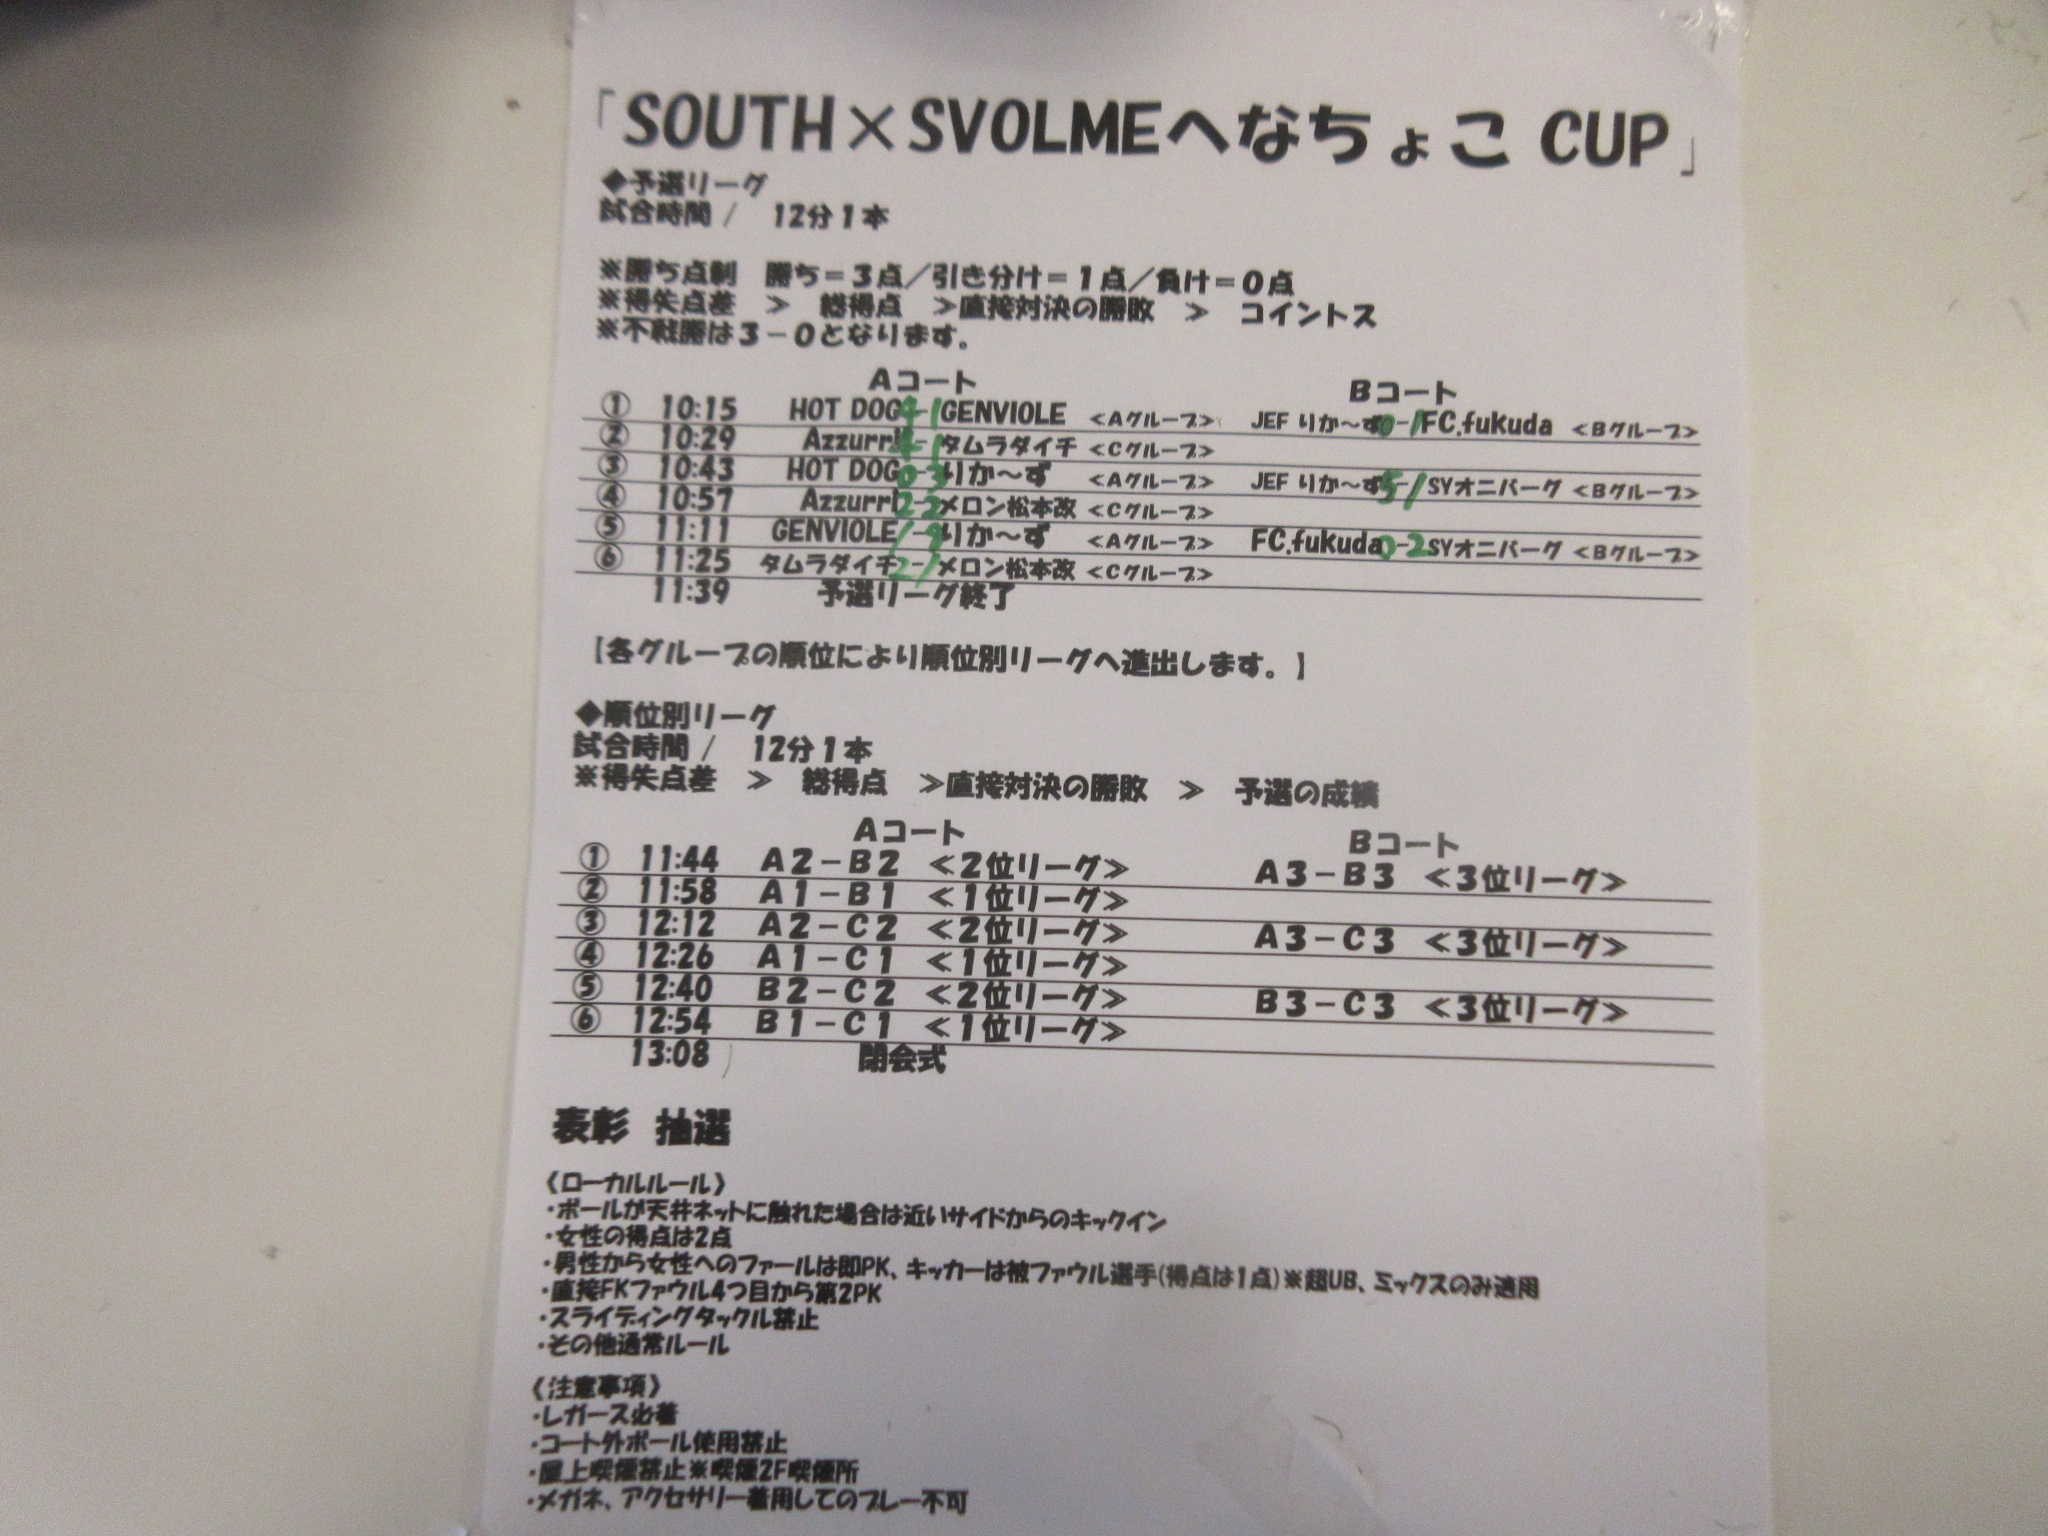 「SOUTH×SVOLMEへなちょこ CUP」
◆予選リーグ
試合時間 / 12分1本
※勝ち点制 勝ち=3点/引き分け=1点/負け=0点
※得失点差 ≫ 総得点 ≫直接対決の勝敗 ≫ コイントス
※不戦勝は3-0となります。
Aコート Bコート
① 10:15 HOT DOG 4-1 GENVIOLE <Aグループ> JEF りか~ず 0-1 FC.fukuda <Bグループ>
② 10:29 Azzurri 4-1 タムラダイチ <Cグループ>
③ 10:43 HOT DOG 0-3 りか~ず <Aグループ> JEF りか~ず 5-1 SYオニバーグ <Bグループ>
④ 10:57 Azzurri 2-2 メロン松本改 <Cグループ>
⑤ 11:11 GENVIOLE 1-9 りか~ず <Aグループ> FC.fukuda 0-2 SYオニバーグ <Bグループ>
⑥ 11:25 タムラダイチ 2-1 メロン松本改 <Cグループ>
11:39 予選リーグ終了
【各グループの順位により順位別リーグへ進出します。】
◆順位別リーグ
試合時間 / 12分1本
※得失点差 ≫ 総得点 ≫直接対決の勝敗 ≫ 予選の成績
Aコート Bコート
① 11:44 A2-B2 ≪2位リーグ≫ A3-B3 ≪3位リーグ≫
② 11:58 A1-B1 ≪1位リーグ≫
③ 12:12 A2-C2 ≪2位リーグ≫ A3-C3 ≪3位リーグ≫
④ 12:26 A1-C1 ≪1位リーグ≫
⑤ 12:40 B2-C2 ≪2位リーグ≫ B3-C3 ≪3位リーグ≫
⑥ 12:54 B1-C1 ≪1位リーグ≫
13:08 閉会式
表彰 抽選
《ローカルルール》
・ボールが天井ネットに触れた場合は近いサイドからのキックイン
・女性の得点は2点
・男性から女性へのファールは即PK、キッカーは被ファウル選手(得点は1点)※超UB、ミックスのみ適用
・直接FKファウル4つ目から第2PK
・スライディングタックル禁止
・その他通常ルール
《注意事項》
・レガース必着
・コート外ボール使用禁止
・屋上喫煙禁止※喫煙2F喫煙所
・メガネ、アクセサリー着用してのプレー不可